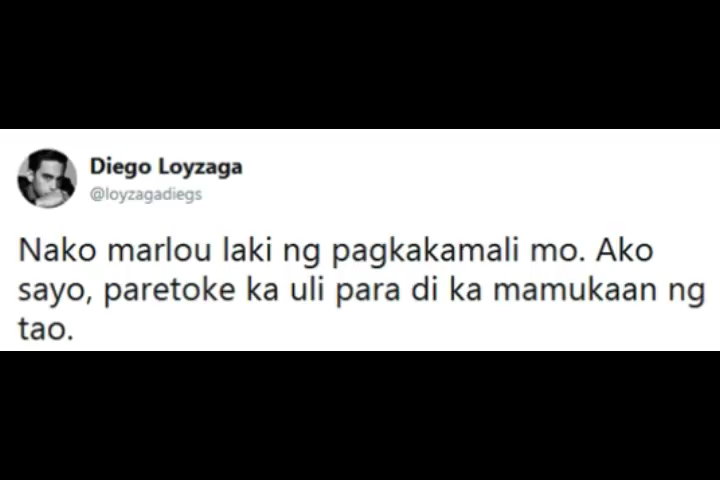 Diego Loyzaga
@loyzagadiegs
Nako marlou laki ng pagkakamali mo. Ako
sayo, paretoke ka uli para di ka mamukaan ng
tao.